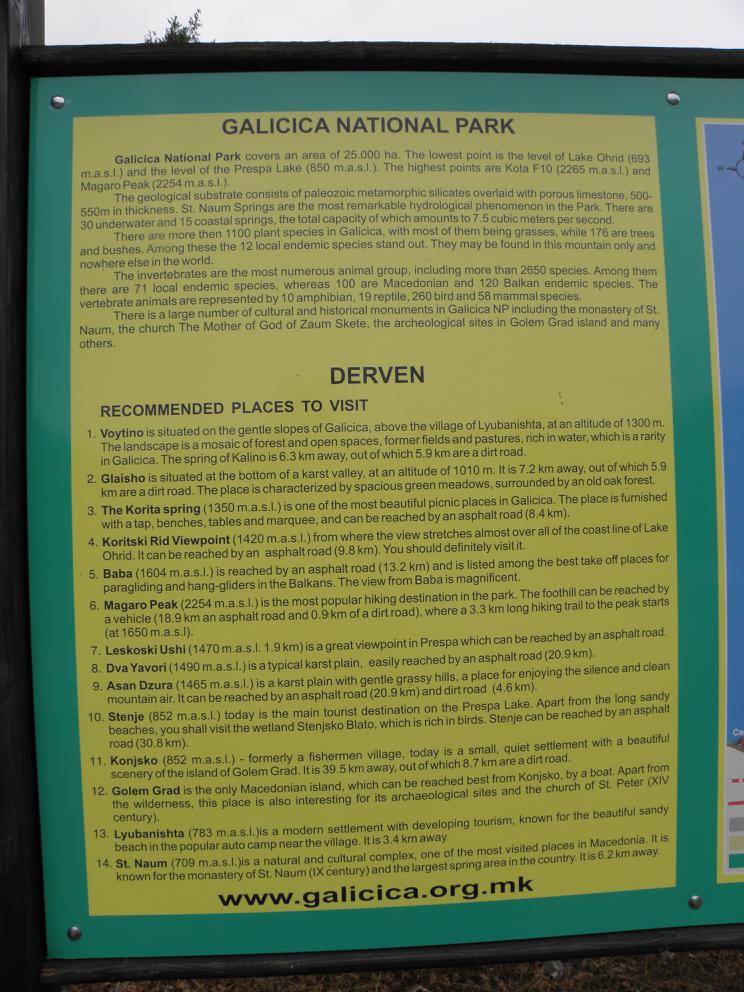 GALICICA NATIONAL PARK
Galicica National Park covers an area of 25.000 ha. The lowest point is the level of Lake Ohrid (693
m.a.s.l.) and the level of the Prespa Lake (850 m.a.s.l.). The highest points are Kota F10 (2265 m.a.s.l.) and
Magaro Peak (2254 m.a.s.l.).
The geological substrate consists of paleozoic metamorphic silicates overlaid with porous limestone, 500-
550m in thickness. St. Naum Springs are the most remarkable hydrological phenomenon in the Park. There are
30 underwater and 15 coastal springs, the total capacity of which amounts to 7.5 cubic meters per second.
There are more then 1100 plant species in Galicica, with most of them being grasses, while 176 are trees
and bushes. Among these the 12 local endemic species stand out. They may be found in this mountain only and
nowhere else in the world.
The invertebrates are the most numerous animal group, including more than 2650 species. Among them
there are 71 local endemic species, whereas 100 are Macedonian and 120 Balkan endemic species. The
vertebrate animals are represented by 10 amphibian, 19 reptile, 260 bird and 58 mammal species.
There is a large number of cultural and historical monuments in Galicica NP including the monastery of St.
Naum, the church The Mother of God of Zaum Skete, the archeological sites in Golem Grad island and many
others.
DERVEN
RECOMMENDED PLACES TO VISIT
1. Voytino is situated on the gentle slopes of Galicica, above the village of Lyubanishta, at an altitude of 1300 m.
The landscape is a mosaic of forest and open spaces, former fields and pastures, rich in water, which is a rarity
in Galicica. The spring of Kalino is 6.3 km away, out of which 5.9 km are a dirt road.
2. Glaisho is situated at the bottom of a karst valley, at an altitude of 1010 m. It is 7.2 km away, out of which 5.9
km are a dirt road. The place is characterized by spacious green meadows, surrounded by an old oak forest.
3. The Korita spring (1350 m.a.s.l.) is one of the most beautiful picnic places in Galicica. The place is furnished
with a tap, benches, tables and marquee, and can be reached by an asphalt road (8.4 km).
4. Koritski Rid Viewpoint (1420 m.a.s.l.) from where the view stretches almost over all of the coast line of Lake
Ohrid. It can be reached by an asphalt road (9.8 km). You should definitely visit it.
5. Baba (1604 m.a.s.l.) is reached by an asphalt road (13.2 km) and is listed among the best take off places for
paragliding and hang-gliders in the Balkans. The view from Baba is magnificent.
6. Magaro Peak (2254 m.a.s.l.) is the most popular hiking destination in the park. The foothill can be reached by
a vehicle (18.9 km an asphalt road and 0.9 km of a dirt road), where a 3.3 km long hiking trail to the peak starts
(at 1650 m.a.s.l).
7. Leskoski Ushi (1470 m.a.s.l. 1.9 km) is a great viewpoint in Prespa which can be reached by an asphalt road.
8. Dva Yavori (1490 m.a.s.l.) is a typical karst plain, easily reached by an asphalt road (20.9 km).
9. Asan Dzura (1465 m.a.s.l.) is a karst plain with gentle grassy hills, a place for enjoying the silence and clean
mountain air. It can be reached by an asphalt road (20.9 km) and dirt road (4.6 km).
10. Stenje (852 m.a.s.l.) today is the main tourist destination on the Prespa Lake. Apart from the long sandy
beaches, you shall visit the wetland Stenjsko Blato, which is rich in birds. Stenje can be reached by an asphalt
road (30.8 km).
11. Konjsko (852 m.a.s.l.) - formerly a fishermen village, today is a small, quiet settlement with a beautiful
scenery of the island of Golem Grad. It is 39.5 km away, out of which 8.7 km are a dirt road.
12. Golem Grad is the only Macedonian island, which can be reached best from Konjsko, by a boat. Apart from
the wilderness, this place is also interesting for its archaeological sites and the church of St. Peter (XIV
century).
13. Lyubanishta (783 m.a.s.l.)is a modern settlement with developing tourism, known for the beautiful sandy
beach in the popular auto camp near the village. It is 3.4 km away.
14. St. Naum (709 m.a.s.l.)is a natural and cultural complex, one of the most visited places in Macedonia. It is
known for the monastery of St. Naum (IX century) and the largest spring area in the country. It is 6.2 km away.
www.galicica.org.mk
W